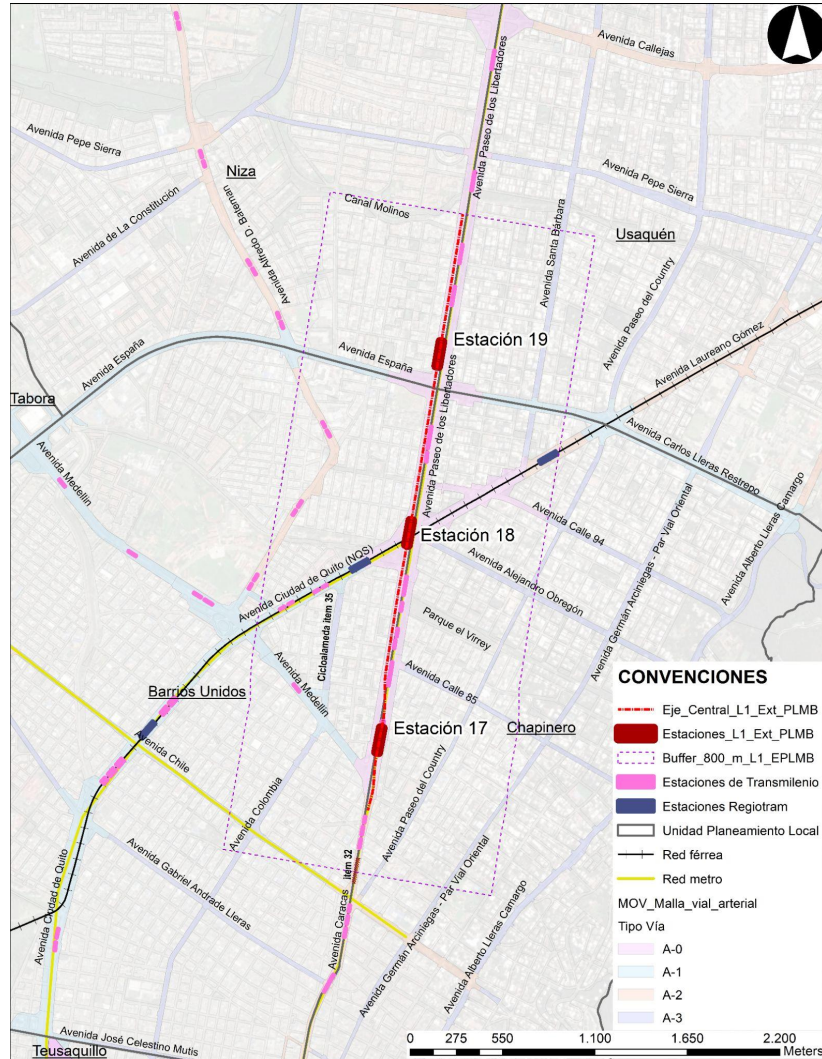 Avenida Callejas
Avenida Paseo de los Libertadores
Avenida Pepe Sierra
Niza
Avenida Pepe Sierra
Avenida de La Constitución
Canal Molinos
Avenida Santa Bárbara
Usaquén
Avenida Alfredo D. Bateman
Avenida Paseo del Country
Estación 19
Avenida España
Avenida España
Avenida Laureano Gómez
Avenida Paseo de los Libertadores
Tabora
Avenida Carlos Lleras Restrepo
Avenida Medellín
Avenida Calle 94
Estación 18
Avenida Ciudad de Quito (NQS)
Avenida Alejandro Obregón
Avenida Germán Arciniegas - Par Vial Oriental
Avenida Alberto Lleras Camargo
Cicloalameda item 35
Parque el Virrey
Avenida Medellín
Avenida Calle 85
Barrios Unidos
Estación 17
Chapinero
Avenida Chile
Avenida Paseo del Country
Avenida Colombia
Avenida Gabriel Andrade Lleras
item 32
Avenida Ciudad de Quito
Avenida Caracas
Avenida Germán Arciniegas - Par Vial Oriental
Avenida Alberto Lleras Camargo
Avenida José Celestino Mutis
Teusaquillo
CONVENCIONES
Eje_Central_L1_Ext_PLMB
Estaciones_L1_Ext_PLMB
Buffer_800_m_L1_EPLMB
Estaciones de Transmilenio
Estaciones Regiotram
Unidad Planeamiento Local
Red férrea
Red metro
MOV_Malla_vial_arterial
Tipo Vía
A-0
A-1
A-2
A-3
0 275 550 1.100 1.650 2.200
Meters